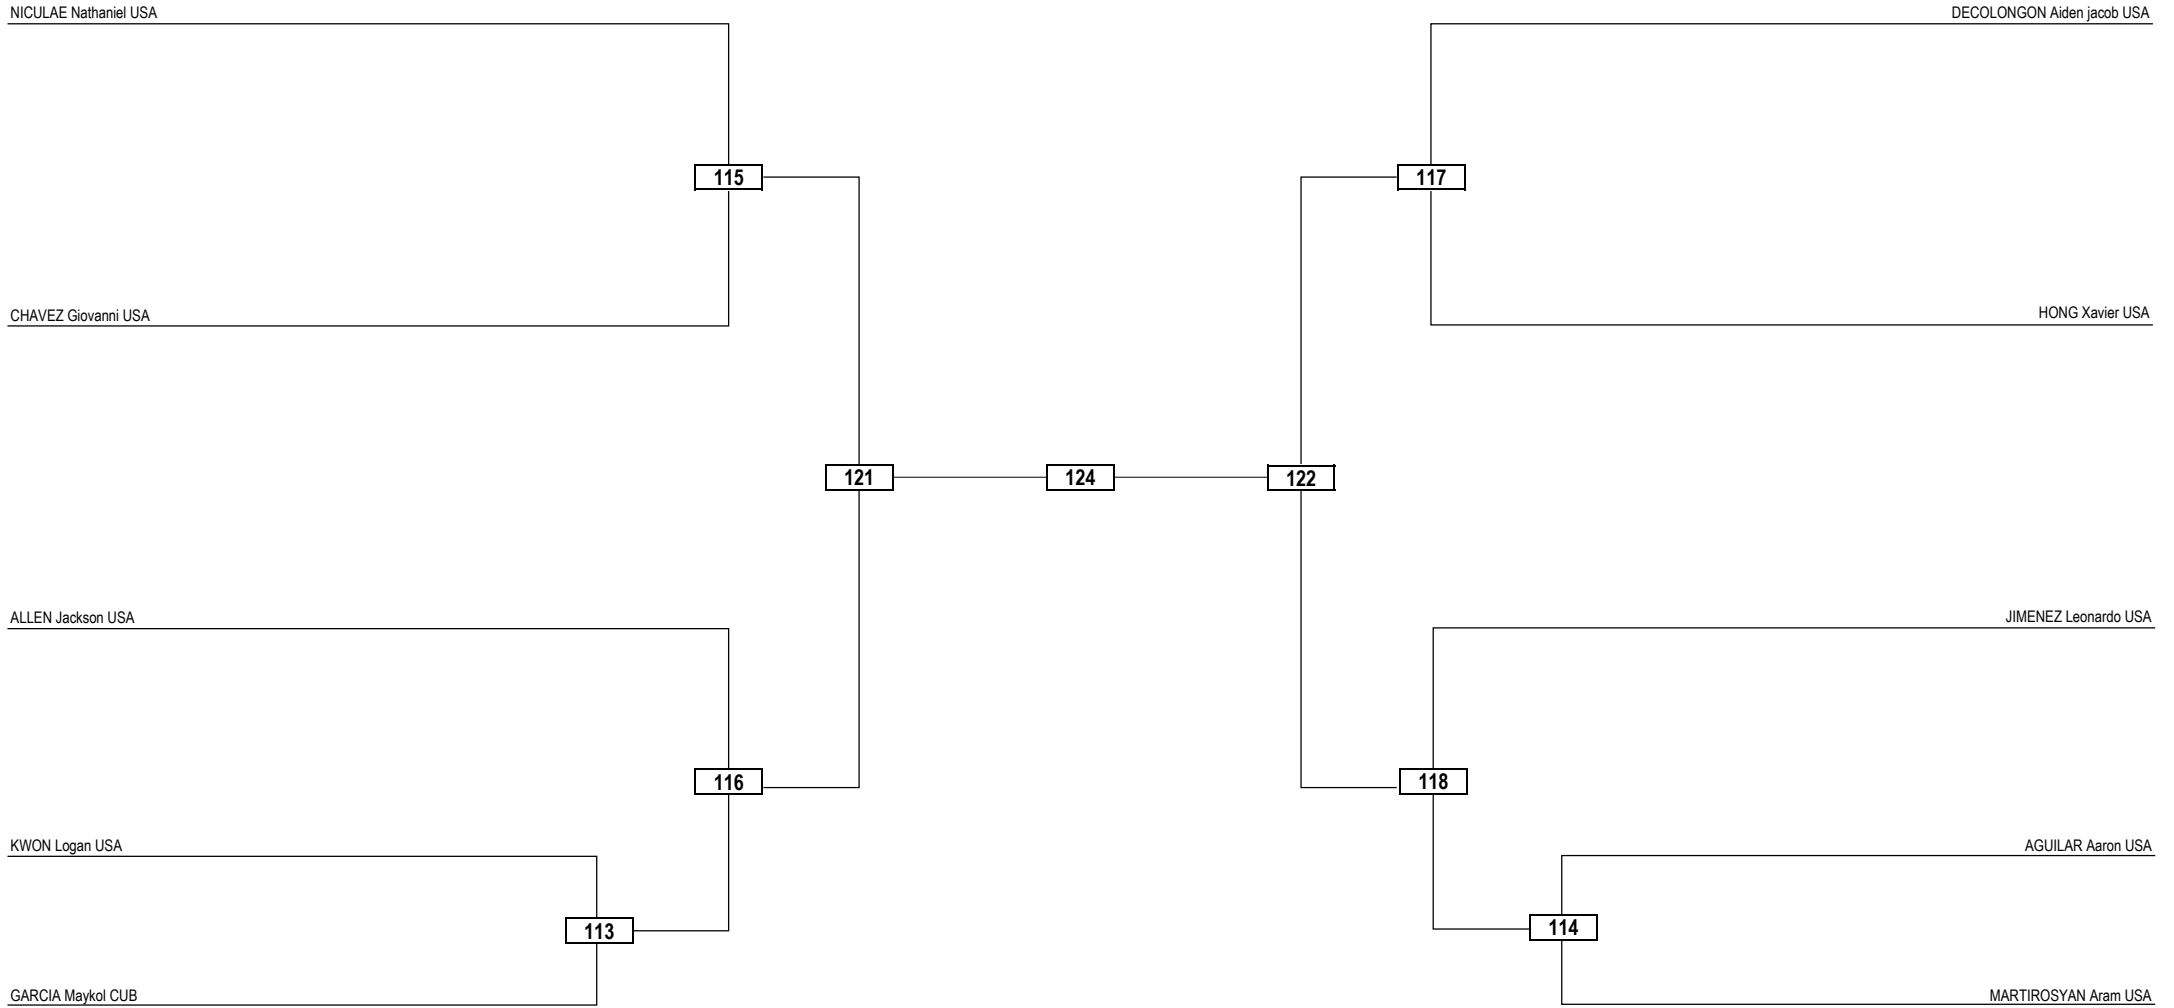 NICULAE Nathaniel USA
DECOLONGON Aiden jacob USA
115
117
CHAVEZ Giovanni USA
HONG Xavier USA
121
124
122
ALLEN Jackson USA
JIMENEZ Leonardo USA
116
118
KWON Logan USA
AGUILAR Aaron USA
113
114
GARCIA Maykol CUB
MARTIROSYAN Aram USA